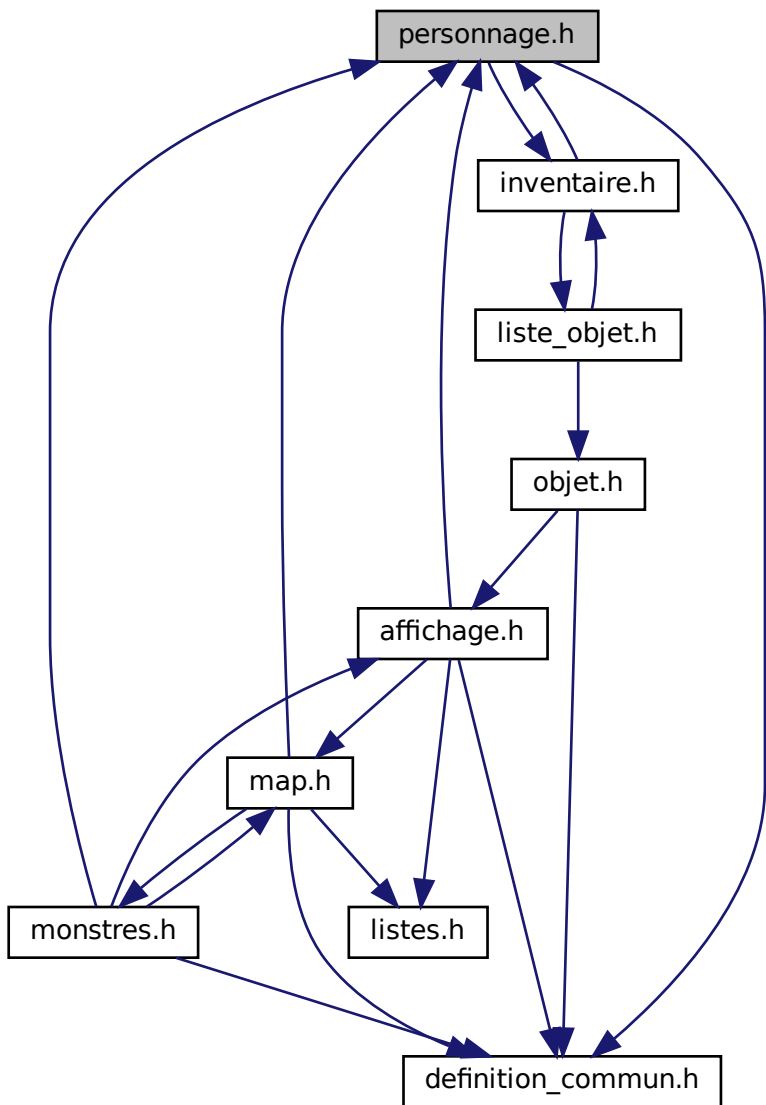 personnage.h
inventaire.h
liste_objet.h
objet.h
affichage.h
map.h
monstres.h
listes.h
definition_commun.h